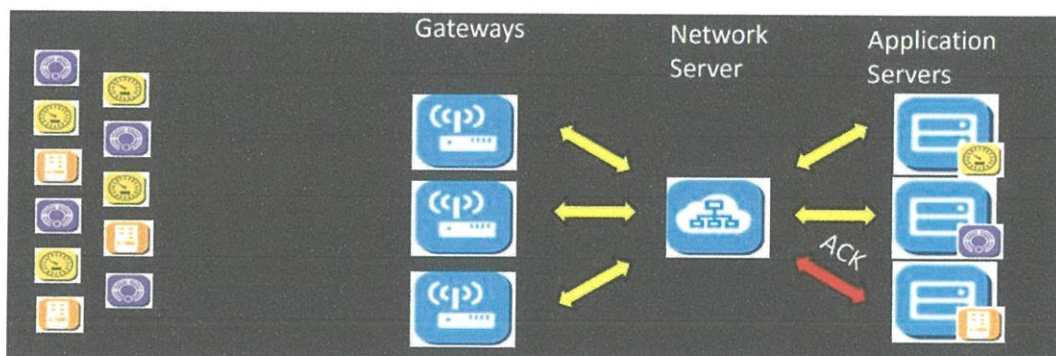 Gateways
Network
Server
Application
Servers
ACK